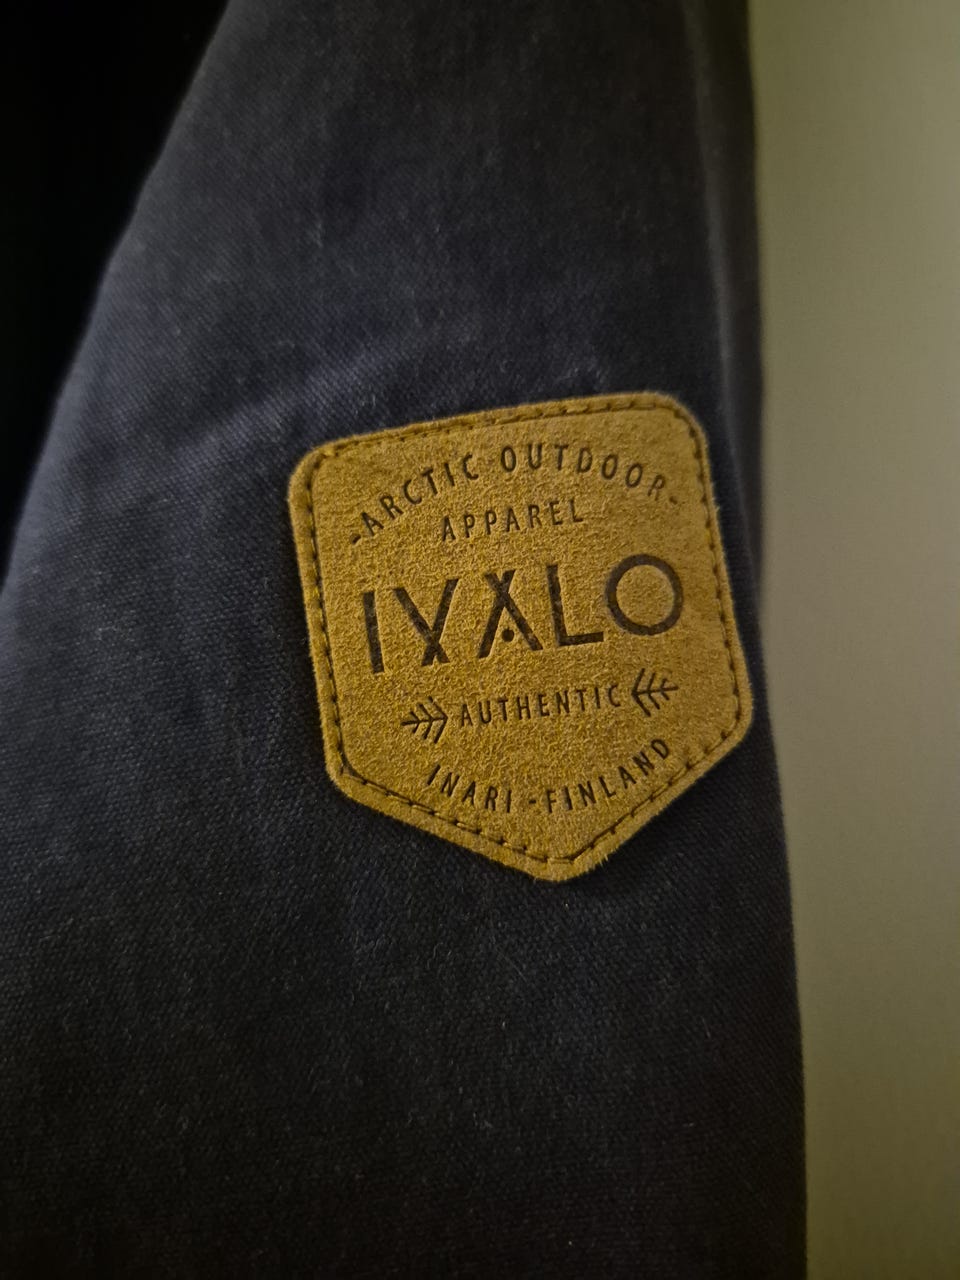 -ARCTIC OUTDOOR-
APPAREL
IVALO
AUTHENTIC
INARI - FINLAND